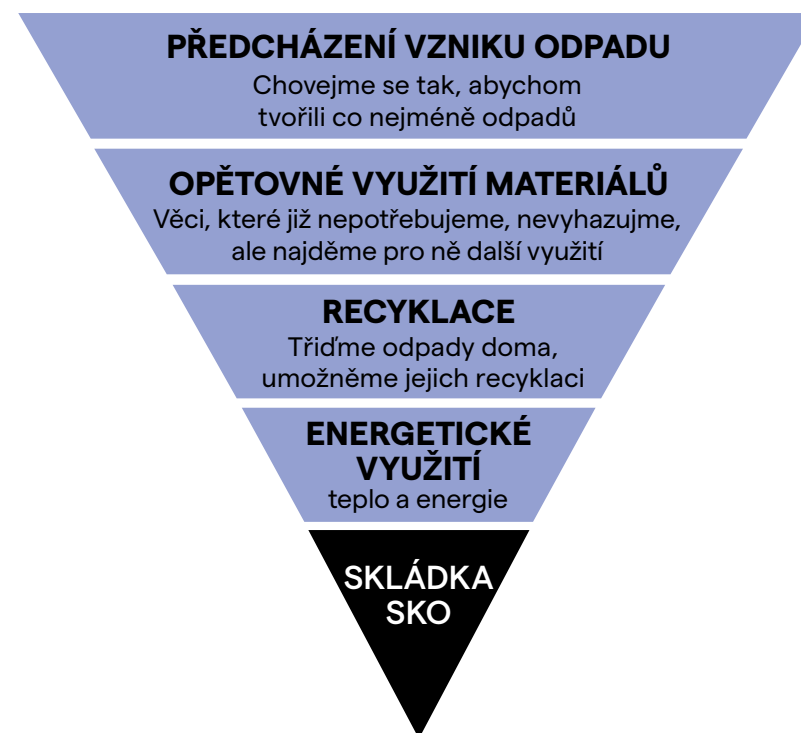 PŘEDCHÁZENÍ VZNIKU ODPADU
Chovejme se tak, abychom
tvořili co nejméně odpadů
OPĚTOVNÉ VYUŽITÍ MATERIÁLŮ
Věci, které již nepotřebujeme, nevyhazujme,
ale najděme pro ně další využití
RECYKLACE
Třiďme odpady doma,
umožněme jejich recyklaci
ENERGETICKÉ
VYUŽITÍ
teplo a energie
SKLÁDKA
SKO